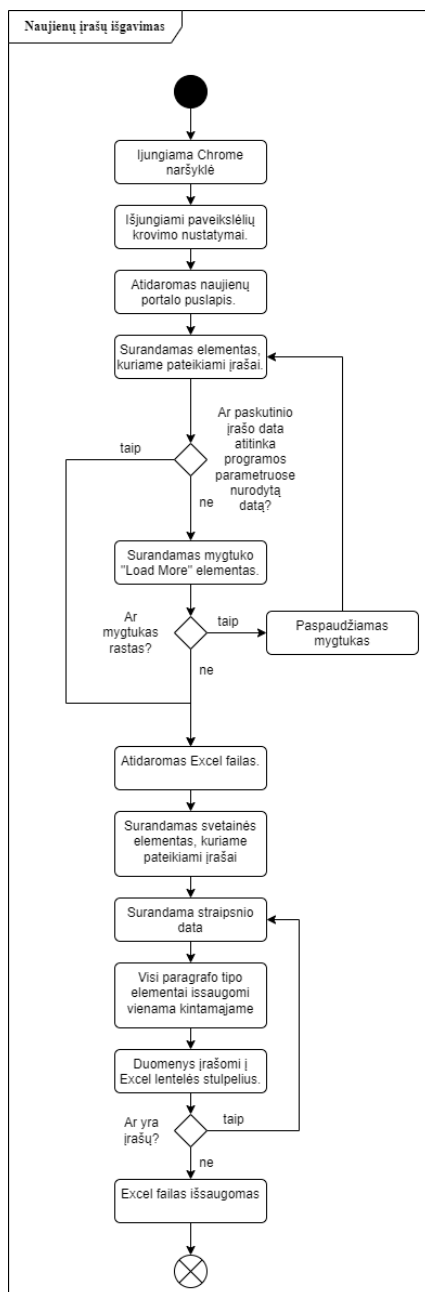 Naujienų įrašų išgavimas
Ijungiama Chrome
naršyklė
Išjungiami paveikslėlių
krovimo nustatymai.
Atidaromas naujienų
portalo puslapis.
Surandamas elementas,
kuriame pateikiami įrašai.
Ar paskutinio
įrašo data
atitinka
programos
parametruose
nurodytą
datą?
taip
ne
Surandamas mygtuko
"Load More" elementas.
Ar
mygtukas
rastas?
taip
Paspaudžiamas
mygtukas
ne
Atidaromas Excel failas.
Surandamas svetainės
elementas, kuriame
pateikiami įrašai
Surandama straipsnio
data
Visi paragrafo tipo
elementai issaugomi
vienama kintamąjame
Duomenys įrašomi į
Excel lentelės stulpelius.
Ar yra
įrašų?
taip
ne
Excel failas išsaugomas